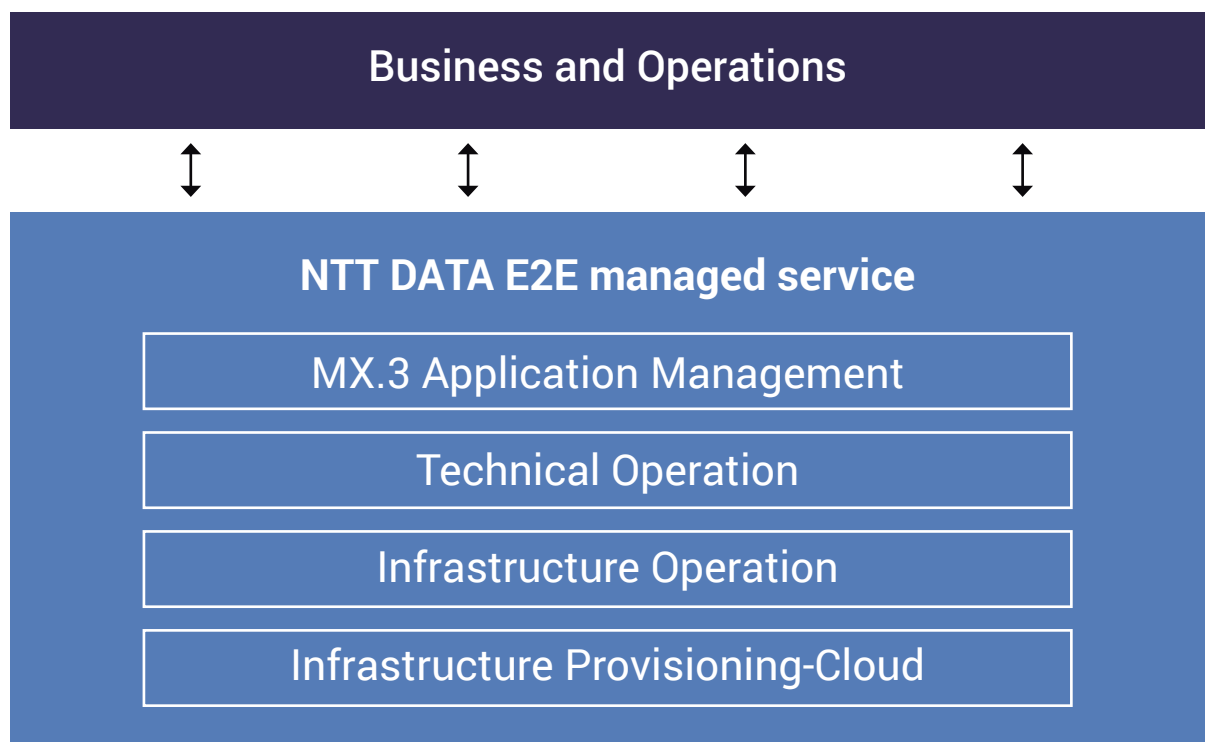 Business and Operations
NTT DATA E2E managed service
MX.3 Application Management
Technical Operation
Infrastructure Operation
Infrastructure Provisioning-Cloud